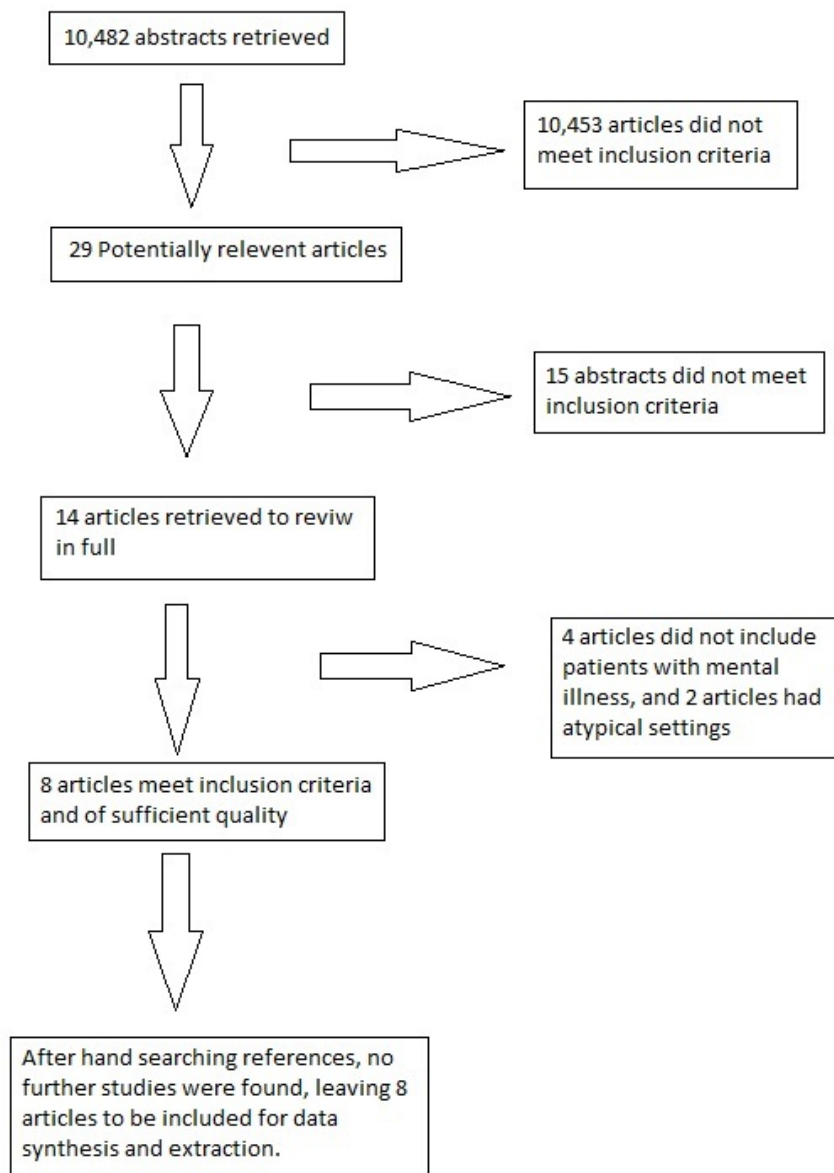 10,482 abstracts retrieved
10,453 articles did not
meet inclusion criteria
29 Potentially relevent articles
15 abstracts did not meet
inclusion criteria
14 articles retrieved to reviw
in full
4 articles did not include
patients with mental
illness, and 2 articles had
atypical settings
8 articles meet inclusion criteria
and of sufficient quality
After hand searching references, no
further studies were found, leaving 8
articles to be included for data
synthesis and extraction.